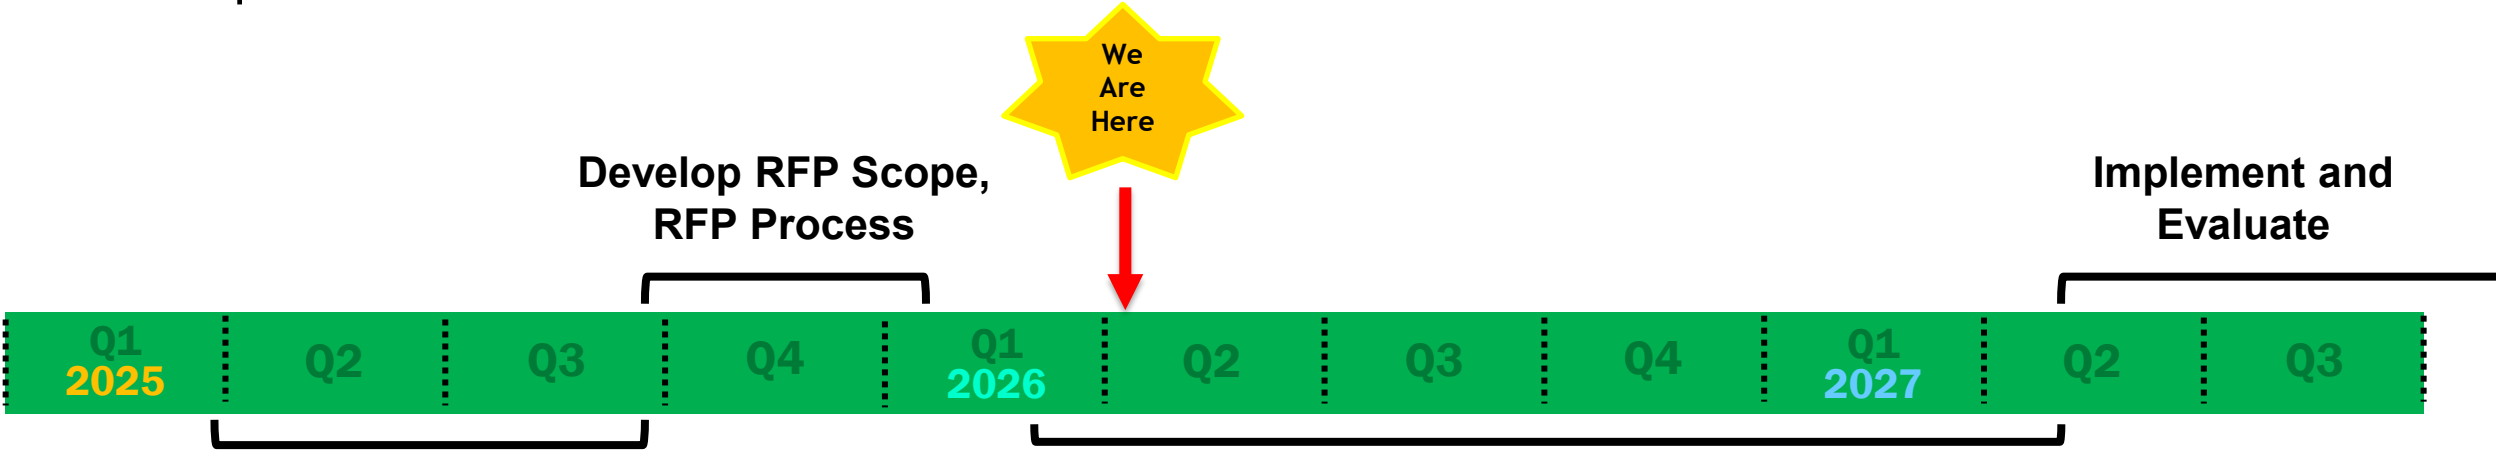 We
Are
Here
Develop RFP Scope,
RFP Process
Implement and
Evaluate
Q1
2025
Q2
Q3
Q4
Q1
2026
Q2
Q3
Q4
Q1
2027
Q2
Q3